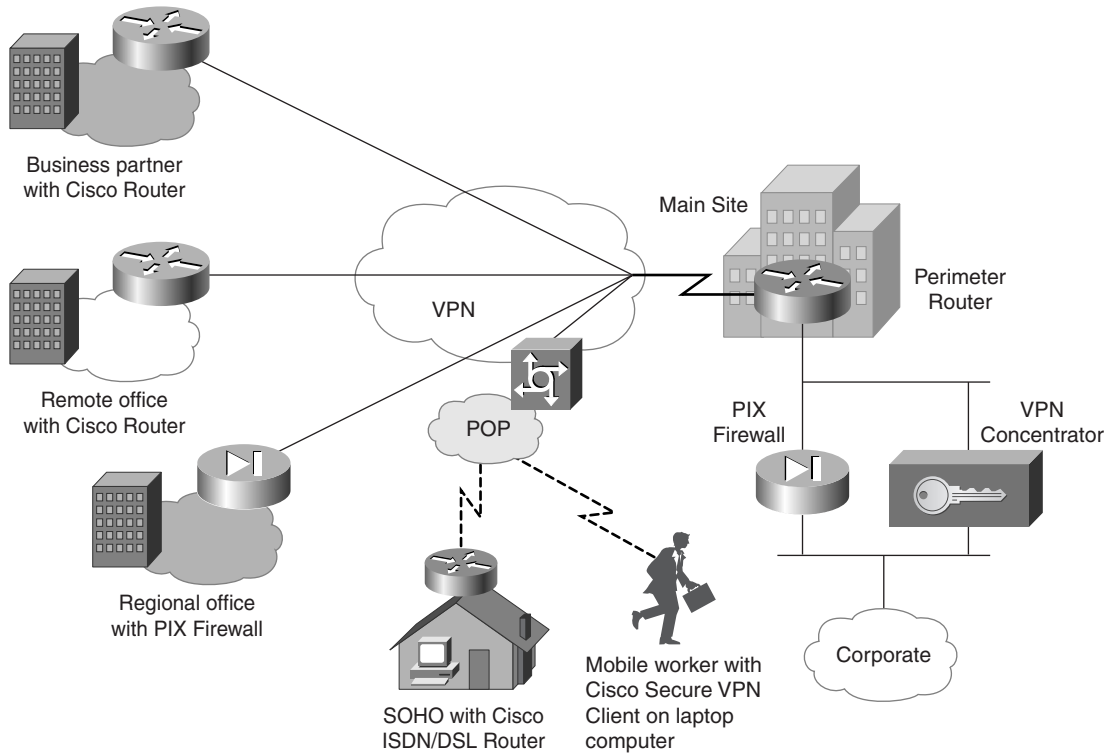 Business partner
with Cisco Router
Main Site
Perimeter
Router
VPN
Remote office
with Cisco Router
POP
PIX
Firewall
VPN
Concentrator
Regional office
with PIX Firewall
Corporate
SOHO with Cisco
ISDN/DSL Router
Mobile worker with
Cisco Secure VPN
Client on laptop
computer